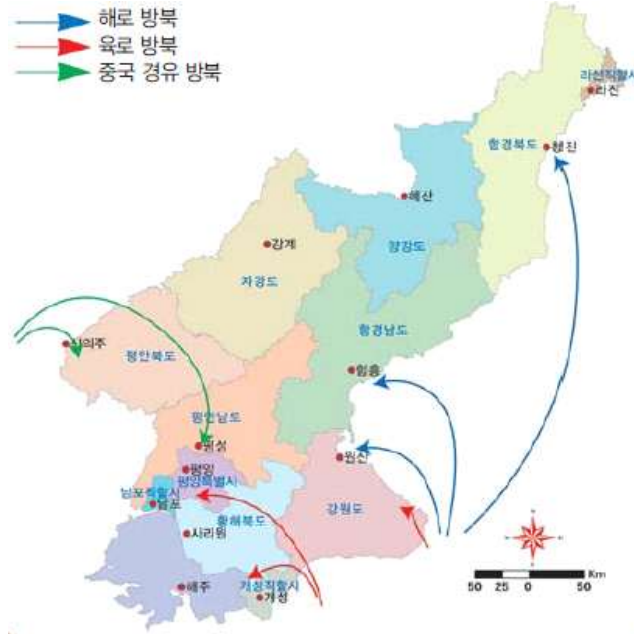 해로 방북
육로 방북
중국 경유 방북
라선직할시
라진
함경북도
청진
혜산
양강도
강계
자강도
함경남도
신의주
평안북도
함흥
평안남도
평성
원산
평양
평양특별시
남포직할시
남포
강원도
황해북도
사리원
해주
개성직할시
개성
Km
50 25 0 50